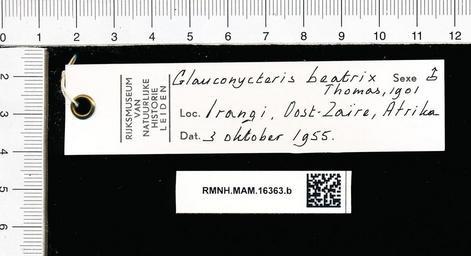 0 1 2 3 4 5 6 7 8 9 10 11 12
2
3
4
5
6
RIJKSMUSEUM
VAN
NATUURLIJKE
HISTORIE
LEIDEN
Glauconycteris beatrix Sexe ♂
Thomas, 1901
Loc. Irangi, Oost-Zaïre, Afrika
Dat. 3 oktober 1955.
RMNH.MAM.16363.b